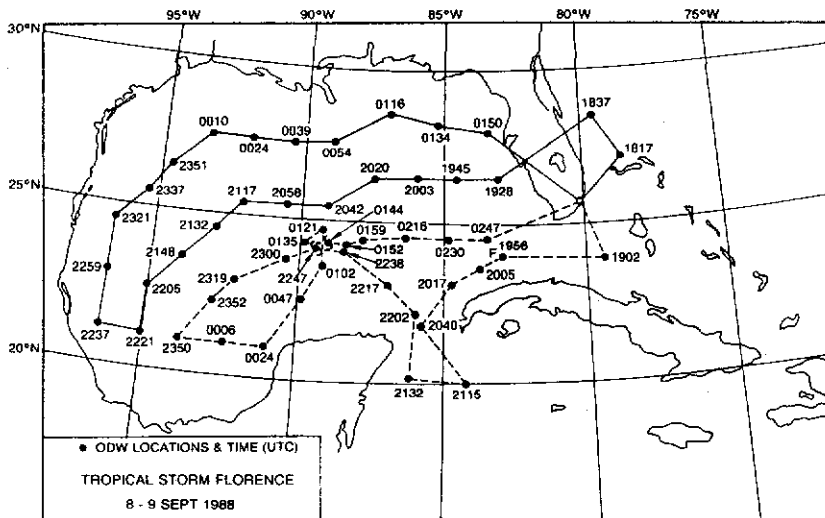 95°W 90°W 85°W 80°W 75°W
30°N
0116 1837
0010 0024 0039 0054 0134 0150 1817
2351
2020 1945
2337 2003 1928
25°N
2117 2058 2042
2321 0121 0144
2132 0135 0159 0216 0230 0247
2148 2300 0152 1956
2259 2238 F 1902
2319 2247 0102 2005
2205 2352 0047 2217 2017
2202 2040
2237 2221
20°N
2350 0006 0024
2132 2115
• ODW LOCATIONS & TIME (UTC)
TROPICAL STORM FLORENCE
8 - 9 SEPT 1988